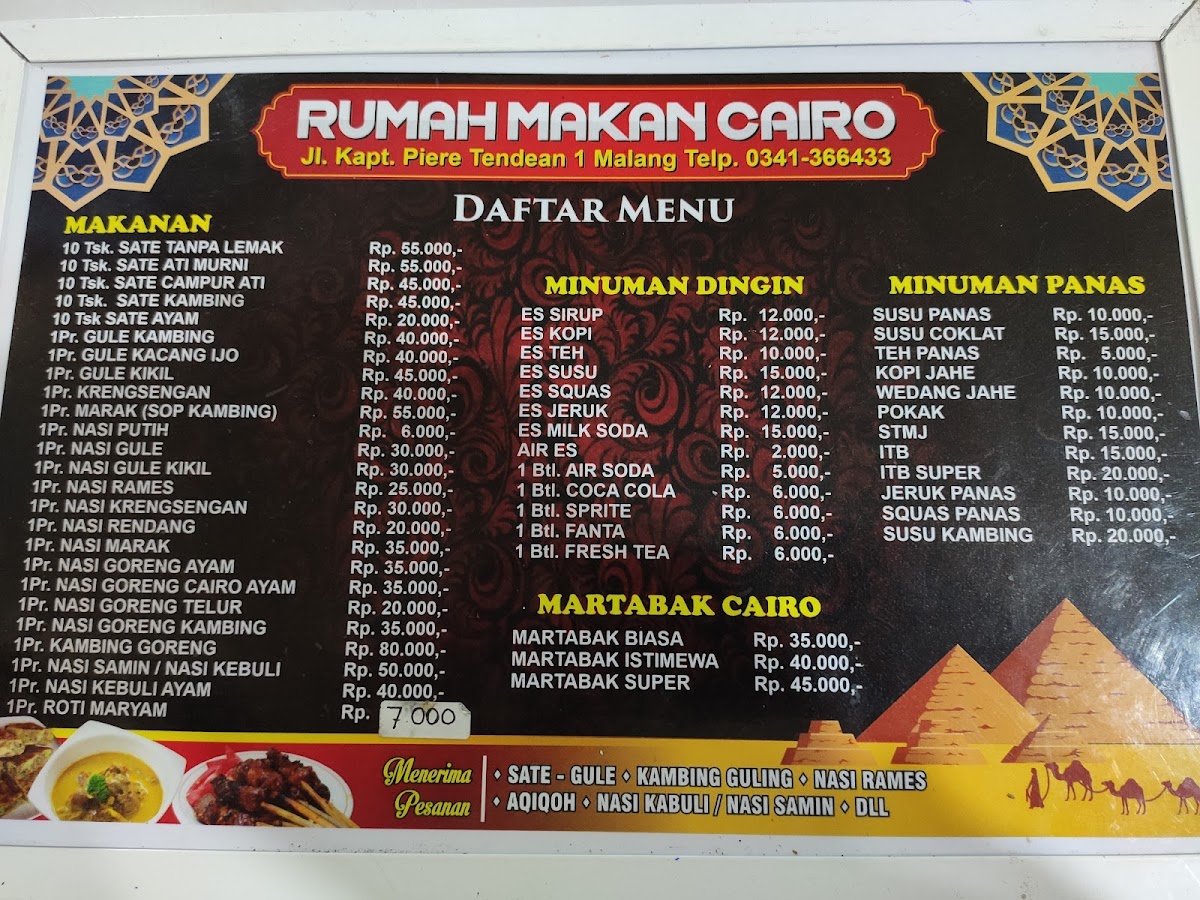 RUMAH MAKAN CAIRO
Jl. Kapt. Piere Tendean 1 Malang Telp. 0341-366433
DAFTAR MENU
MAKANAN
10 Tsk. SATE TANPA LEMAK Rp. 55.000,-
10 Tsk. SATE ATI MURNI Rp. 55.000,-
10 Tsk. SATE CAMPUR ATI Rp. 45.000,-
10 Tsk. SATE KAMBING Rp. 45.000,-
10 Tsk SATE AYAM Rp. 20.000,-
1Pr. GULE KAMBING Rp. 40.000,-
1Pr. GULE KACANG IJO Rp. 40.000,-
1Pr. GULE KIKIL Rp. 45.000,-
1Pr. KRENGSENGAN Rp. 40.000,-
1Pr. MARAK (SOP KAMBING) Rp. 55.000,-
1Pr. NASI PUTIH Rp. 6.000,-
1Pr. NASI GULE Rp. 30.000,-
1Pr. NASI GULE KIKIL Rp. 30.000,-
1Pr. NASI RAMES Rp. 25.000,-
1Pr. NASI KRENGSENGAN Rp. 30.000,-
1Pr. NASI RENDANG Rp. 20.000,-
1Pr. NASI MARAK Rp. 35.000,-
1Pr. NASI GORENG AYAM Rp. 35.000,-
1Pr. NASI GORENG CAIRO AYAM Rp. 35.000,-
1Pr. NASI GORENG TELUR Rp. 20.000,-
1Pr. NASI GORENG KAMBING Rp. 35.000,-
1Pr. KAMBING GORENG Rp. 80.000,-
1Pr. NASI SAMIN / NASI KEBULI Rp. 50.000,-
1Pr. NASI KEBULI AYAM Rp. 40.000,-
1Pr. ROTI MARYAM Rp. 7 000
MINUMAN DINGIN
ES SIRUP Rp. 12.000,-
ES KOPI Rp. 12.000,-
ES TEH Rp. 10.000,-
ES SUSU Rp. 15.000,-
ES SQUAS Rp. 12.000,-
ES JERUK Rp. 12.000,-
ES MILK SODA Rp. 15.000,-
AIR ES Rp. 2.000,-
1 Btl. AIR SODA Rp. 5.000,-
1 Btl. COCA COLA Rp. 6.000,-
1 Btl. SPRITE Rp. 6.000,-
1 Btl. FANTA Rp. 6.000,-
1 Btl. FRESH TEA Rp. 6.000,-
MARTABAK CAIRO
MARTABAK BIASA Rp. 35.000,-
MARTABAK ISTIMEWA Rp. 40.000,-
MARTABAK SUPER Rp. 45.000,-
MINUMAN PANAS
SUSU PANAS Rp. 10.000,-
SUSU COKLAT Rp. 15.000,-
TEH PANAS Rp. 5.000,-
KOPI JAHE Rp. 10.000,-
WEDANG JAHE Rp. 10.000,-
POKAK Rp. 10.000,-
STMJ Rp. 15.000,-
ITB Rp. 15.000,-
ITB SUPER Rp. 20.000,-
JERUK PANAS Rp. 10.000,-
SQUAS PANAS Rp. 10.000,-
SUSU KAMBING Rp. 20.000,-
Menerima Pesanan
• SATE - GULE • KAMBING GULING • NASI RAMES
• AQIQOH • NASI KABULI / NASI SAMIN • DLL